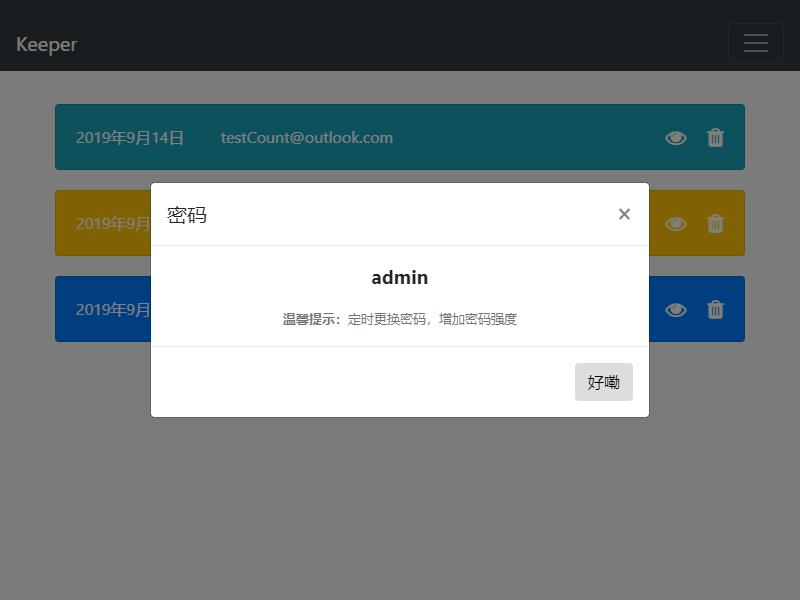 Keeper
2019年9月14日 testCount@outlook.com
2019年9月
2019年9月
密码 ×
admin
温馨提示：定时更换密码，增加密码强度
好嘞